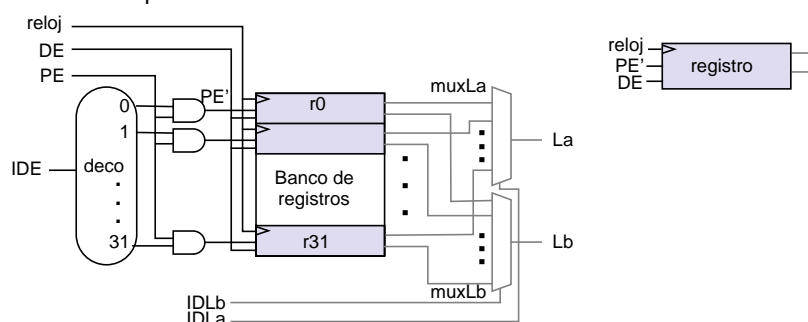 reloj
DE
PE
IDE
deco
0
1
31
PE'
r0
Banco de
registros
r31
muxLa
La
Lb
muxLb
IDLb
IDLa
reloj
PE'
DE
registro